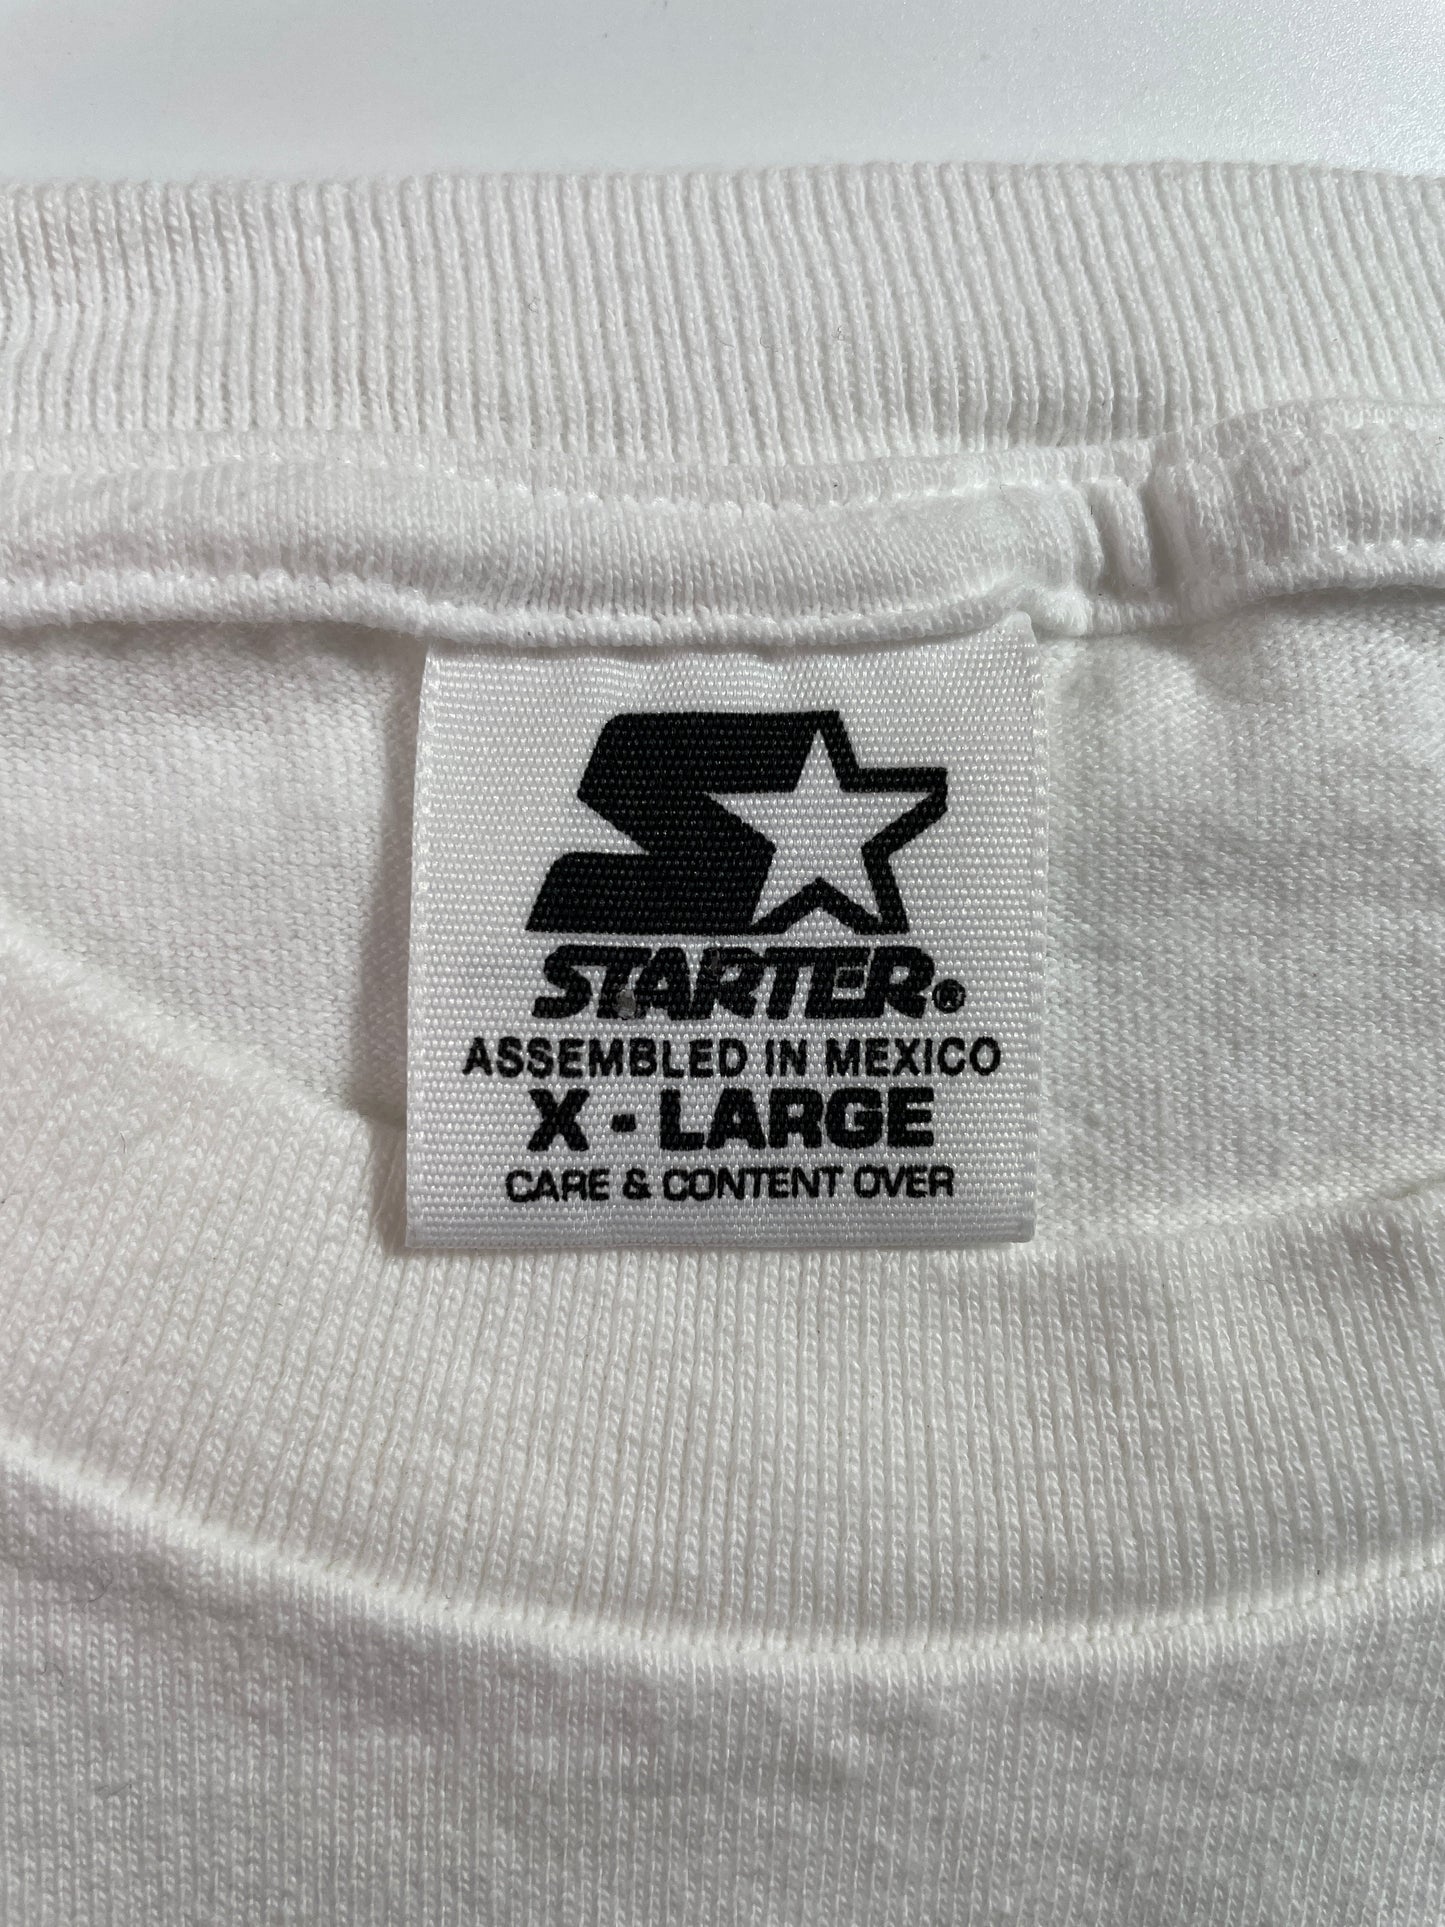 STARTER®
ASSEMBLED IN MEXICO
X - LARGE
CARE & CONTENT OVER